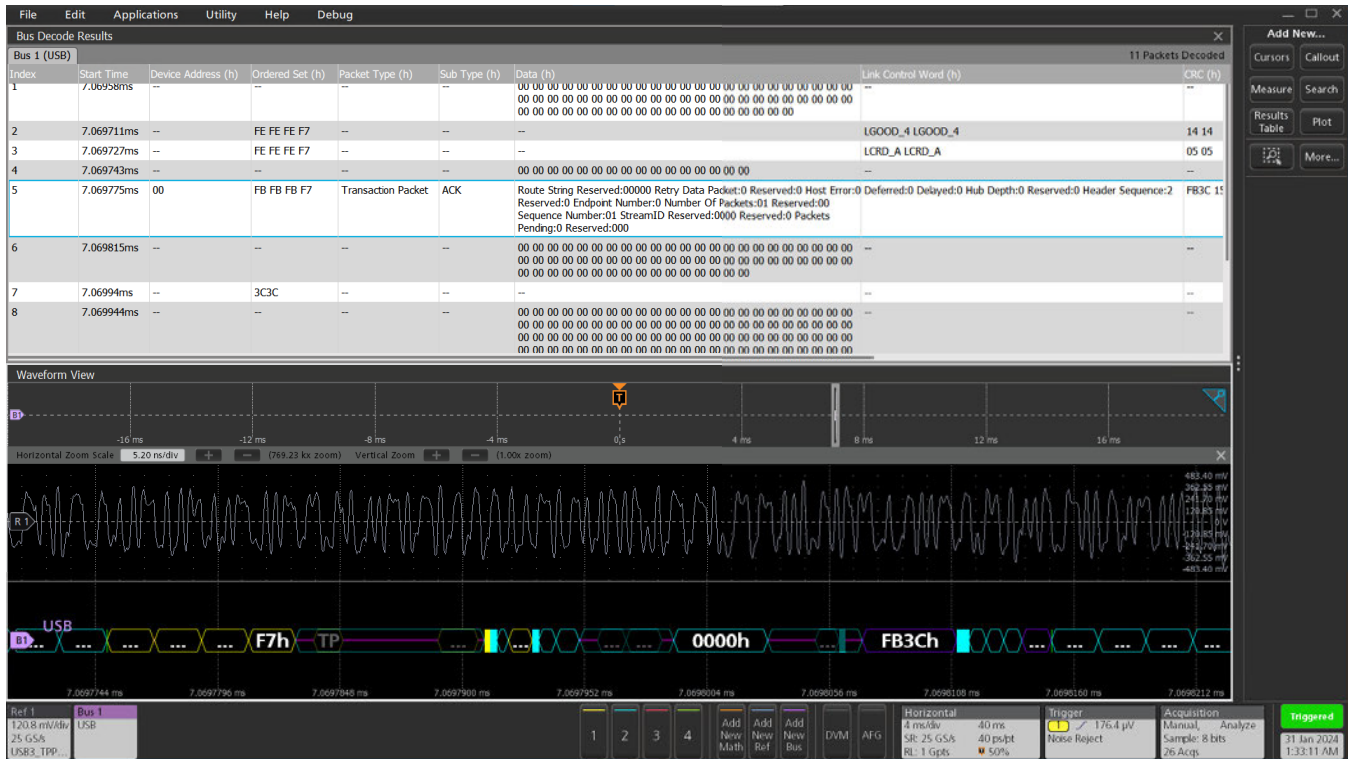 File Edit Applications Utility Help Debug
Bus Decode Results
Bus 1 (USB)
11 Packets Decoded
Index Start Time Device Address (h) Ordered Set (h) Packet Type (h) Sub Type (h) Data (h) Link Control Word (h) CRC (h)
1 7.06958ms -- -- -- -- 00 00 00 00 00 00 00 00 00 00 00 00 00 00 00 00 00 00 00 00 00 -- --
00 00 00 00 00 00 00 00 00 00 00 00 00 00 00 00 00 00 00 00 00
00 00 00 00 00 00 00 00 00 00 00 00 00 00 00 00 00
2 7.069711ms -- FE FE FE F7 -- -- -- LGOOD_4 LGOOD_4 14 14
3 7.069727ms -- FE FE FE F7 -- -- -- LCRD_A LCRD_A 05 05
4 7.069743ms -- -- -- -- 00 00 00 00 00 00 00 00 00 00 00 00 00 00 -- --
5 7.069775ms 00 FB FB FB F7 Transaction Packet ACK Route String Reserved:00000 Retry Data Packet:0 Reserved:0 Host Error:0 Deferred:0 Delayed:0 Hub Depth:0 Reserved:0 Header Sequence:2 FB3C
Reserved:0 Endpoint Number:0 Number Of Packets:01 Reserved:00
Sequence Number:01 StreamID Reserved:0000 Reserved:0 Packets
Pending:0 Reserved:000
6 7.069815ms -- -- -- -- 00 00 00 00 00 00 00 00 00 00 00 00 00 00 00 00 00 00 00 00 00 -- --
00 00 00 00 00 00 00 00 00 00 00 00 00 00 00 00 00 00 00 00 00
00 00 00 00 00 00 00 00 00 00 00 00 00 00
7 7.06994ms -- 3C3C -- -- -- -- --
8 7.069944ms -- -- -- -- 00 00 00 00 00 00 00 00 00 00 00 00 00 00 00 00 00 00 00 00 00 -- --
00 00 00 00 00 00 00 00 00 00 00 00 00 00 00 00 00 00 00 00 00
00 00 00 00 00 00 00 00 00 00 00 00 00 00 00 00 00 00 00 00 00
00 00 00 00 00 00 00 00 00 00 00 00 00 00 00 00 00 00 00 00 00
Add New...
Cursors Callout
Measure Search
Results Table Plot
More...
Waveform View
T
B1
-16 ms -12 ms -8 ms -4 ms 0 s 4 ms 8 ms 12 ms 16 ms
Horizontal Zoom Scale 5.20 ns/div + - (769.23 kx zoom) Vertical Zoom + - (1.00x zoom)
483.40 mV
362.55 mV
241.70 mV
120.85 mV
R 1
0 V
-120.85 mV
-241.70 mV
-362.55 mV
-483.40 mV
USB
B1 ... ... ... ... ... F7h TP ... ... ... ... 0000h ... FB3Ch ... ... ... ... ...
7.0697744 ms 7.0697796 ms 7.0697848 ms 7.0697900 ms 7.0697952 ms 7.0698004 ms 7.0698056 ms 7.0698108 ms 7.0698160 ms 7.0698212 ms
Ref 1
120.8 mV/div
25 GS/s
USB3_TPP...
Bus 1
USB
1 2 3 4
Add New Math
Add New Ref
Add New Bus
DVM AFG
Horizontal
4 ms/div 40 ms
SR: 25 GS/s 40 ps/pt
RL: 1 Gpts 50%
Trigger
1 176.4 µV
Noise Reject
Acquisition
Manual, Analyze
Sample: 8 bits
26 Acqs
Triggered
31 Jan 2024
1:33:11 AM